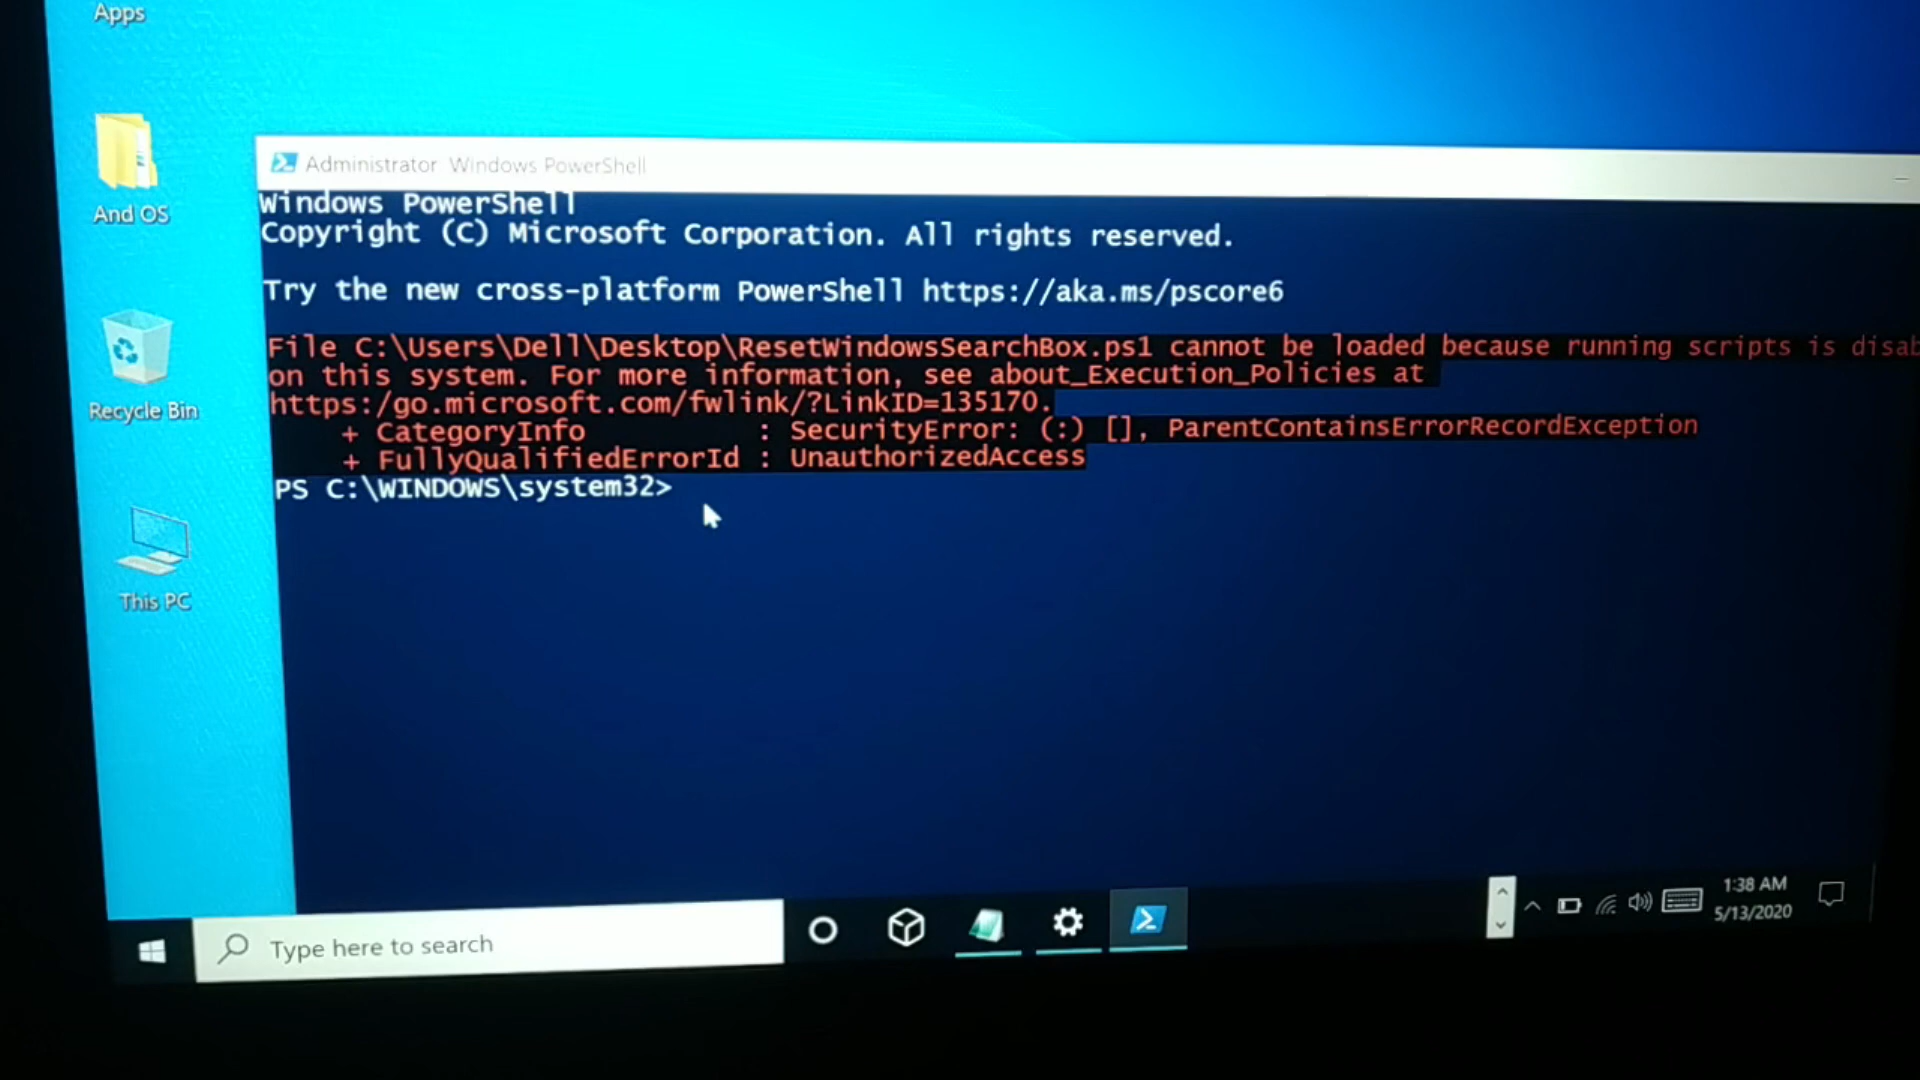 Apps
And OS
Recycle Bin
This PC
Administrator Windows PowerShell
Windows PowerShell
Copyright (C) Microsoft Corporation. All rights reserved.
Try the new cross-platform PowerShell https://aka.ms/pscore6
File C:\Users\Dell\Desktop\ResetWindowsSearchBox.ps1 cannot be loaded because running scripts is disab
on this system. For more information, see about_Execution_Policies at
https:/go.microsoft.com/fwlink/?LinkID=135170.
+ CategoryInfo : SecurityError: (:) [], ParentContainsErrorRecordException
+ FullyQualifiedErrorId : UnauthorizedAccess
PS C:\WINDOWS\system32>
Type here to search
1:38 AM
5/13/2020